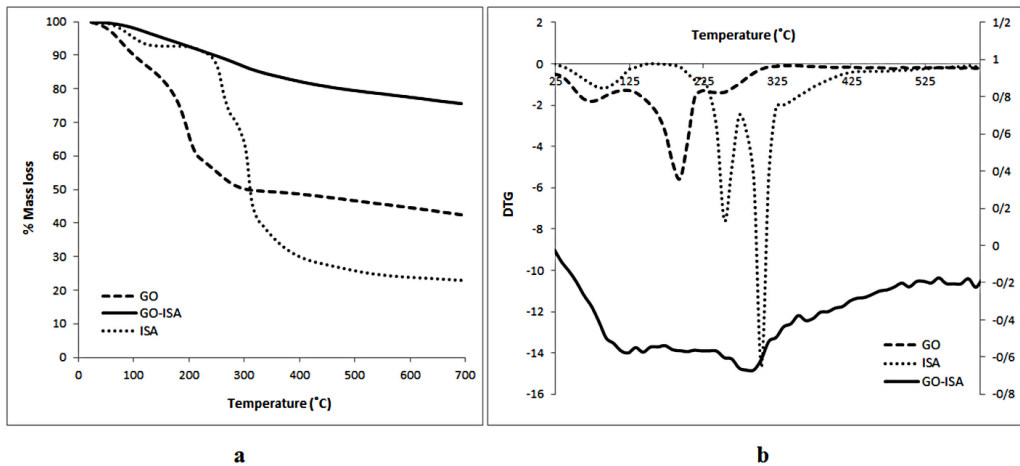 100
90
80
70
60
50
40
30
20
10
0
% Mass loss
GO
GO-ISA
ISA
0 100 200 300 400 500 600 700
Temperature (˚C)
a
2
0
-2
-4
-6
-8
-10
-12
-14
-16
DTG
Temperature (˚C)
25 125 225 325 425 525
1/2
1
0/8
0/6
0/4
0/2
0
-0/2
-0/4
-0/6
-0/8
GO
ISA
GO-ISA
b